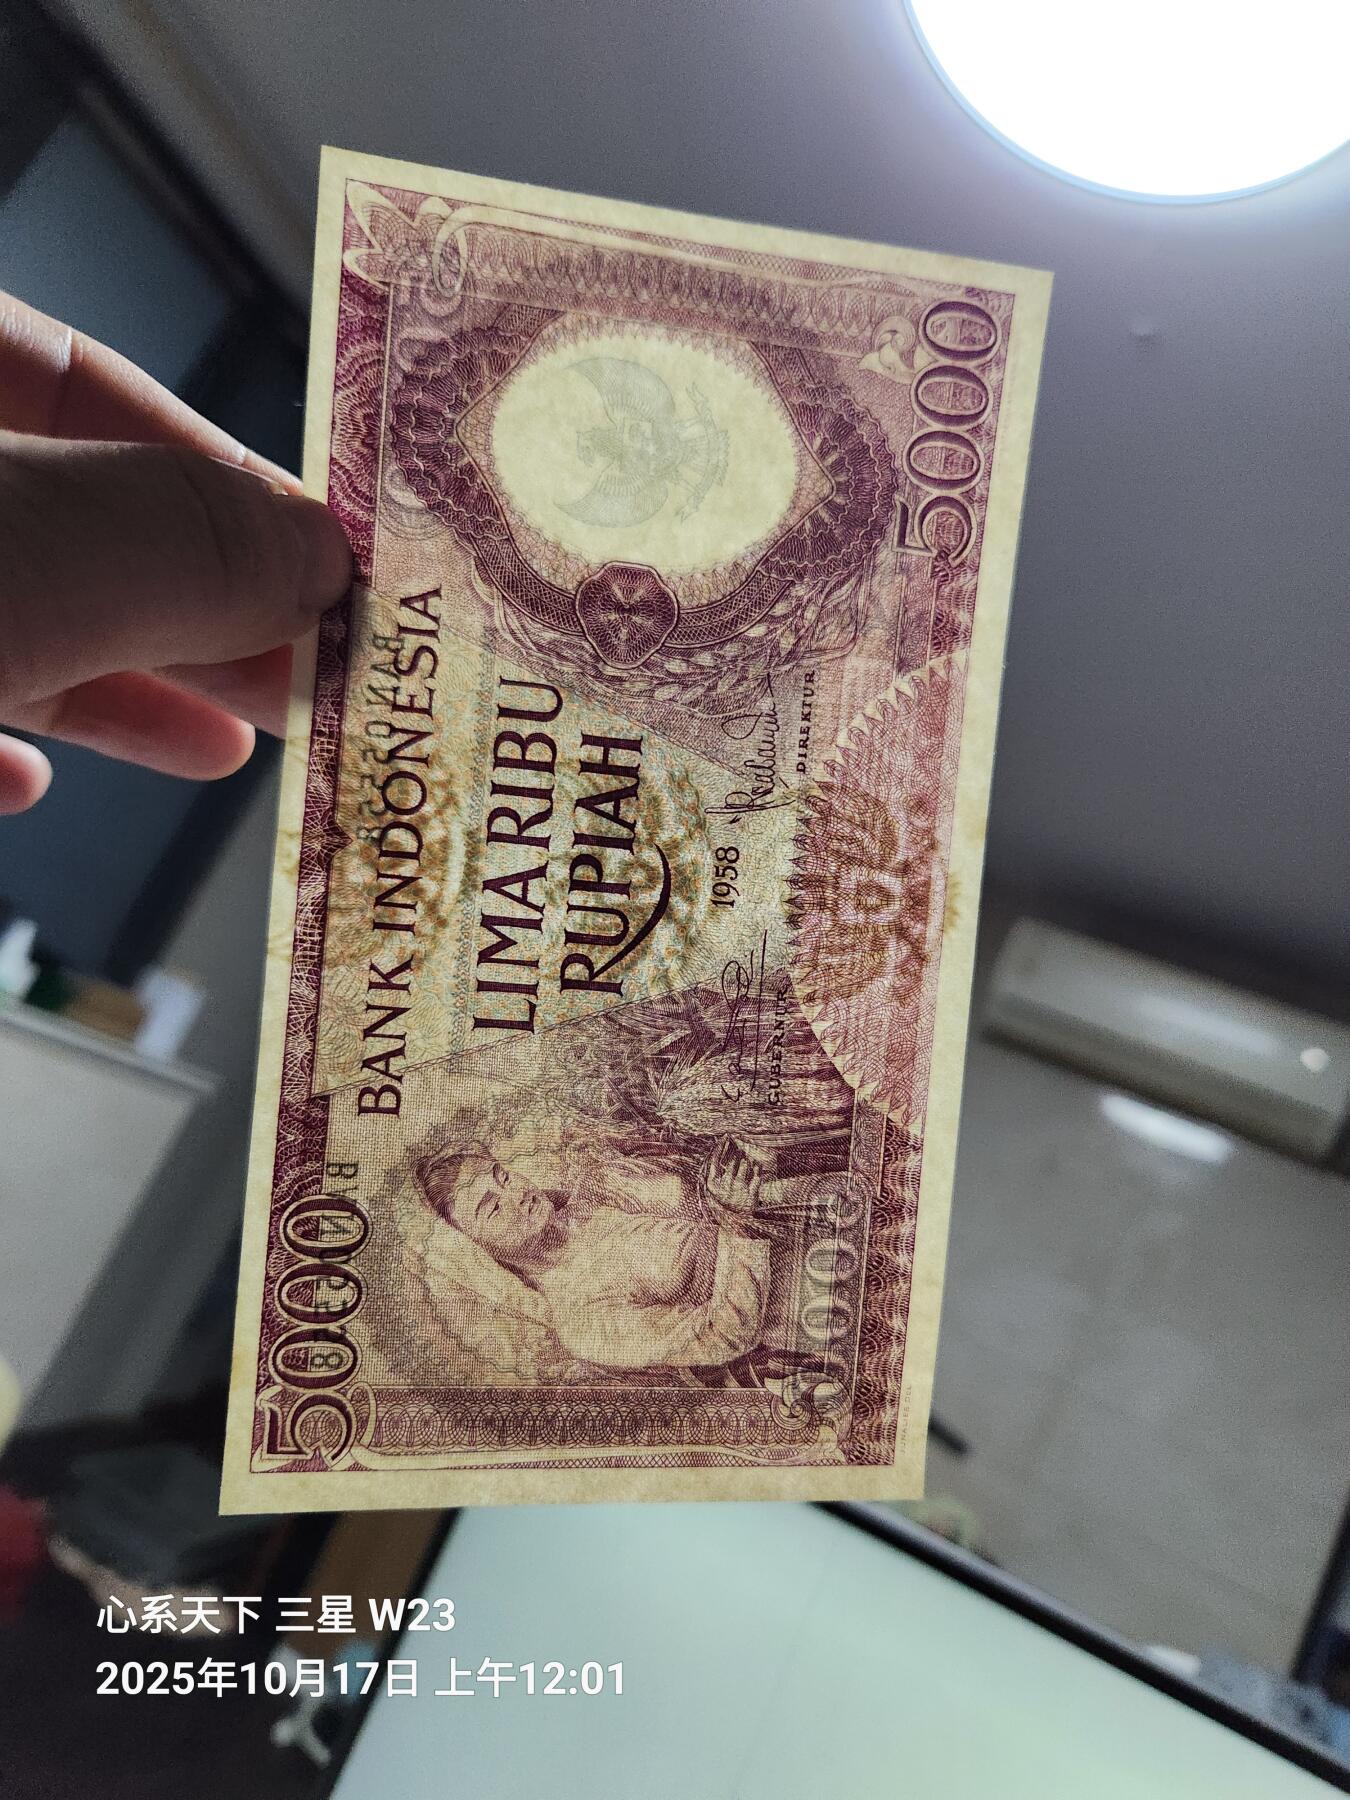 5000
BANK INDONESIA
LIMA RIBU
RUPIAH
1958
GUBERNUR
DIREKTUR
5000
心系天下 三星 W23
2025年10月17日 上午12:01